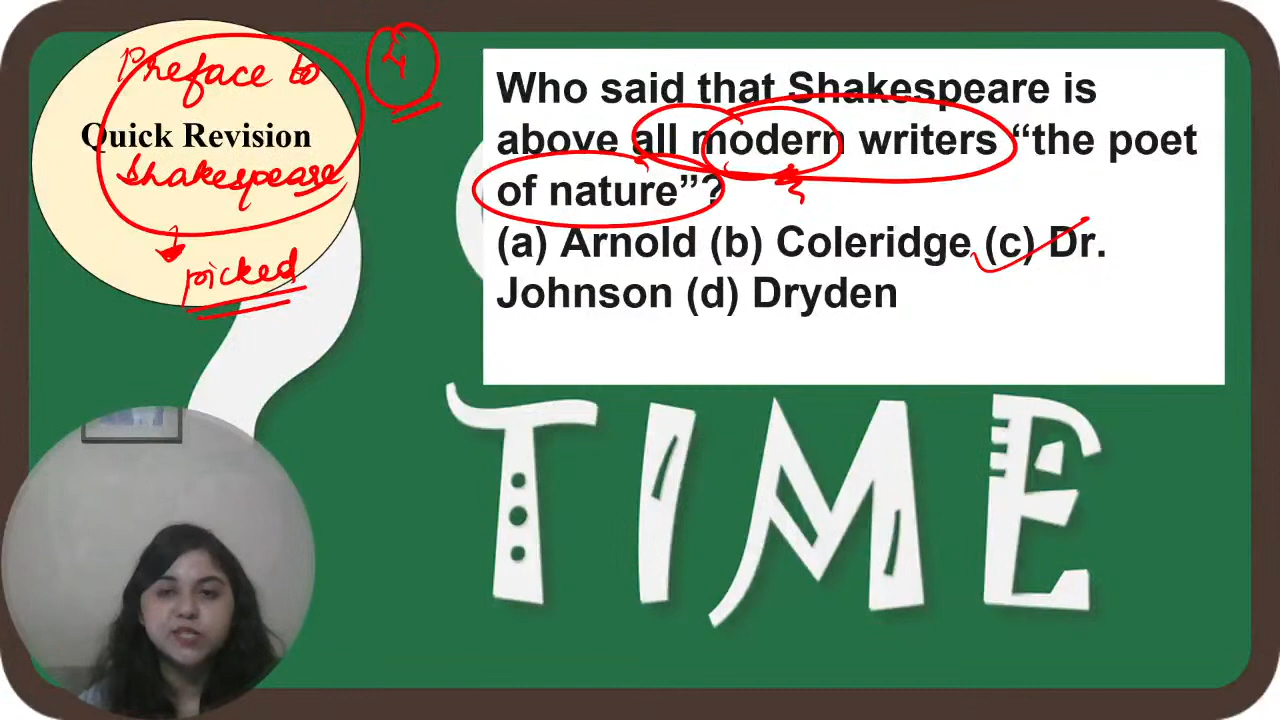 Preface to
Quick Revision
Shakespeare
picked
Who said that Shakespeare is
above all modern writers “the poet
of nature”?
(a) Arnold (b) Coleridge (c) Dr.
Johnson (d) Dryden
TIME